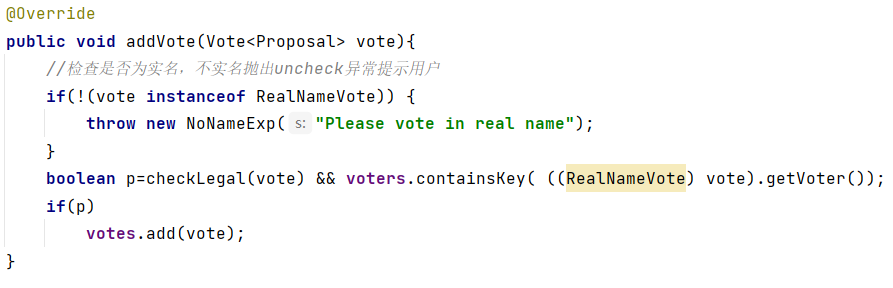 @Override
public void addVote(Vote<Proposal> vote){
//检查是否为实名，不实名抛出uncheck异常提示用户
if(!(vote instanceof RealNameVote)) {
throw new NoNameExp( s: "Please vote in real name");
}
boolean p=checkLegal(vote) && voters.containsKey( ((RealNameVote) vote).getVoter());
if(p)
votes.add(vote);
}